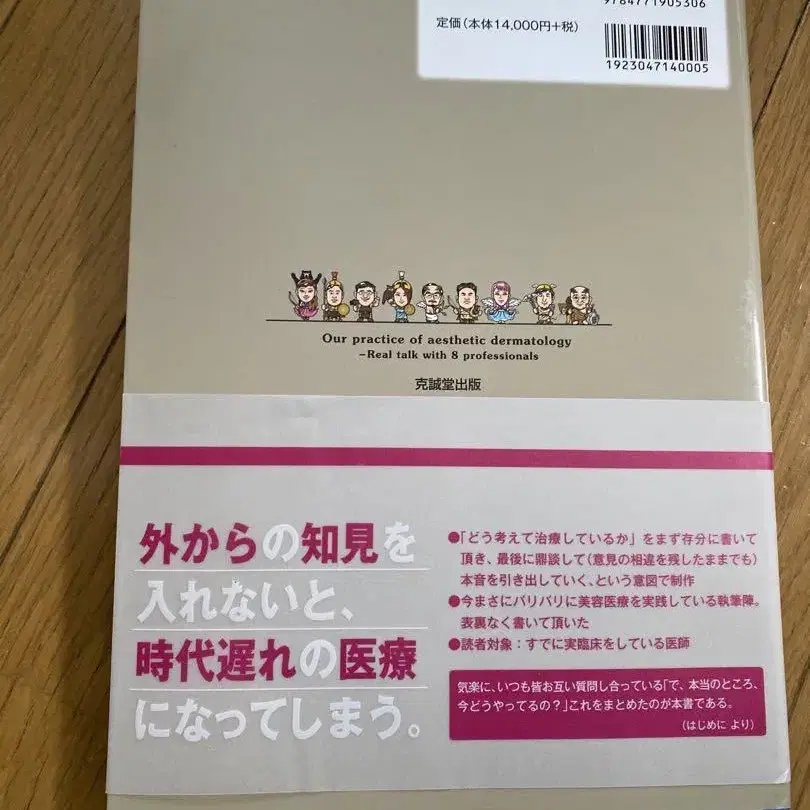 9784771905306
定価(本体14,000円+税)
1923047140005
Our practice of aesthetic dermatology
–Real talk with 8 professionals
克誠堂出版
外からの知見を
入れないと、
時代遅れの医療
になってしまう。
●「どう考えて治療しているか」をまず存分に書いて
頂き、最後に鼎談して(意見の相違を残したままでも)
本音を引き出していく、という意図で制作
●今まさにバリバリに美容医療を実践している執筆陣。
表裏なく書いて頂いた
●読者対象：すでに実臨床をしている医師
気楽に、いつも皆お互い質問し合っている「で、本当のところ、
今どうやってるの？」これをまとめたのが本書である。
(はじめに より)